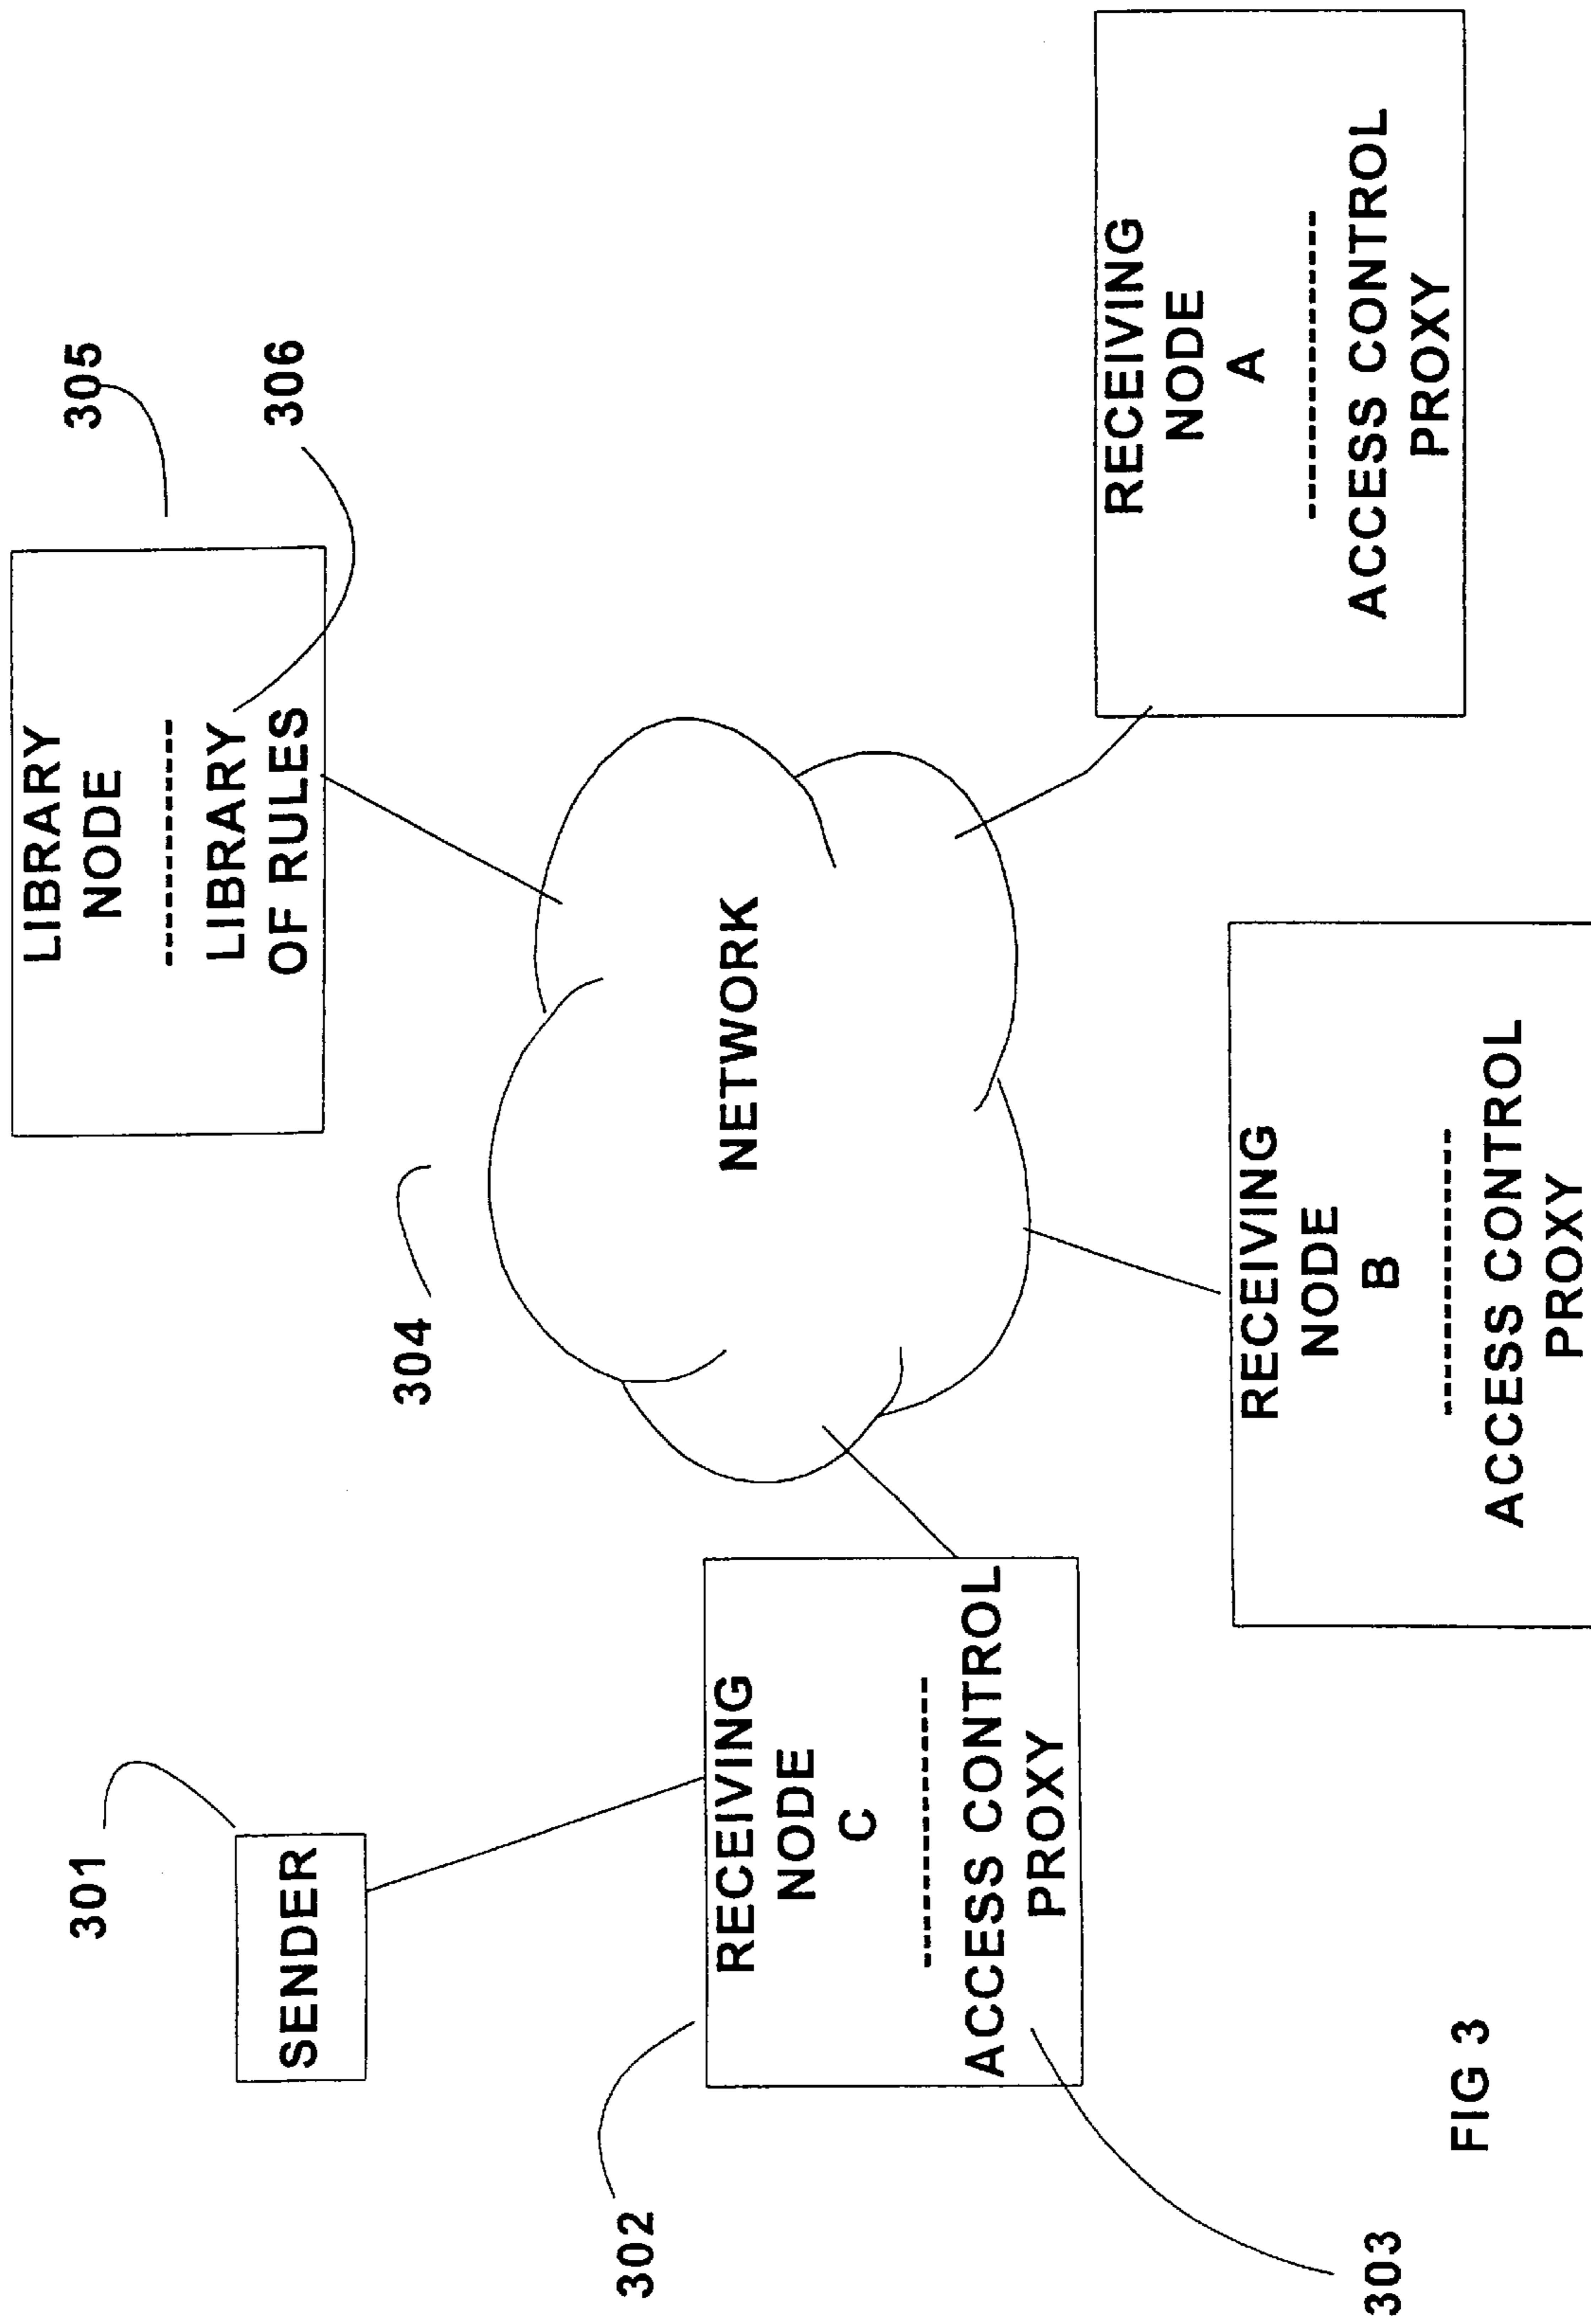 301
SENDER
302
RECEIVING
NODE
C
-----------
ACCESS CONTROL
PROXY
303
304
NETWORK
305
LIBRARY
NODE
-----------
LIBRARY
OF RULES
306
RECEIVING
NODE
B
-----------
ACCESS CONTROL
PROXY
RECEIVING
NODE
A
-----------
ACCESS CONTROL
PROXY
FIG 3